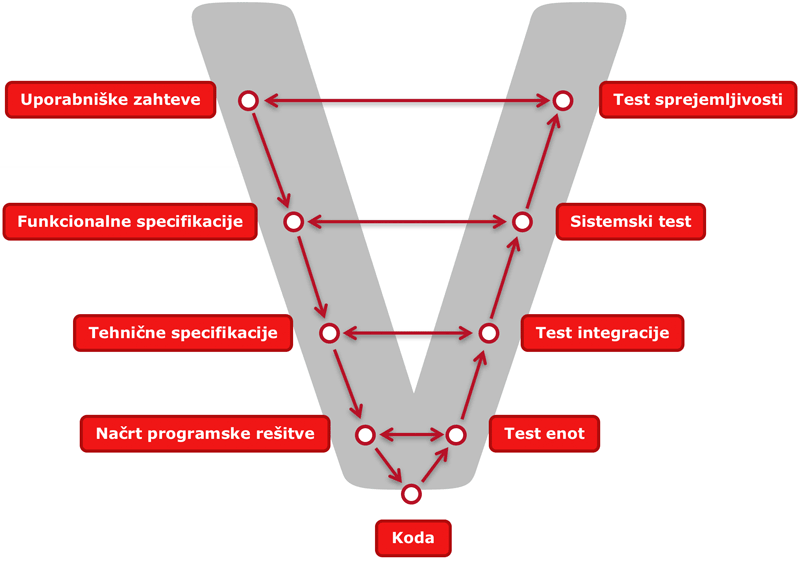 Uporabniške zahteve
Test sprejemljivosti
Funkcionalne specifikacije
Sistemski test
Tehnične specifikacije
Test integracije
Načrt programske rešitve
Test enot
Koda